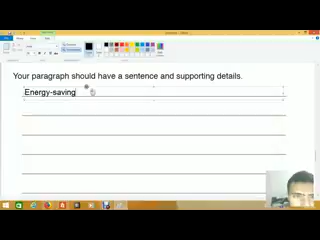 Your paragraph should have a sentence and supporting details.
Energy-saving